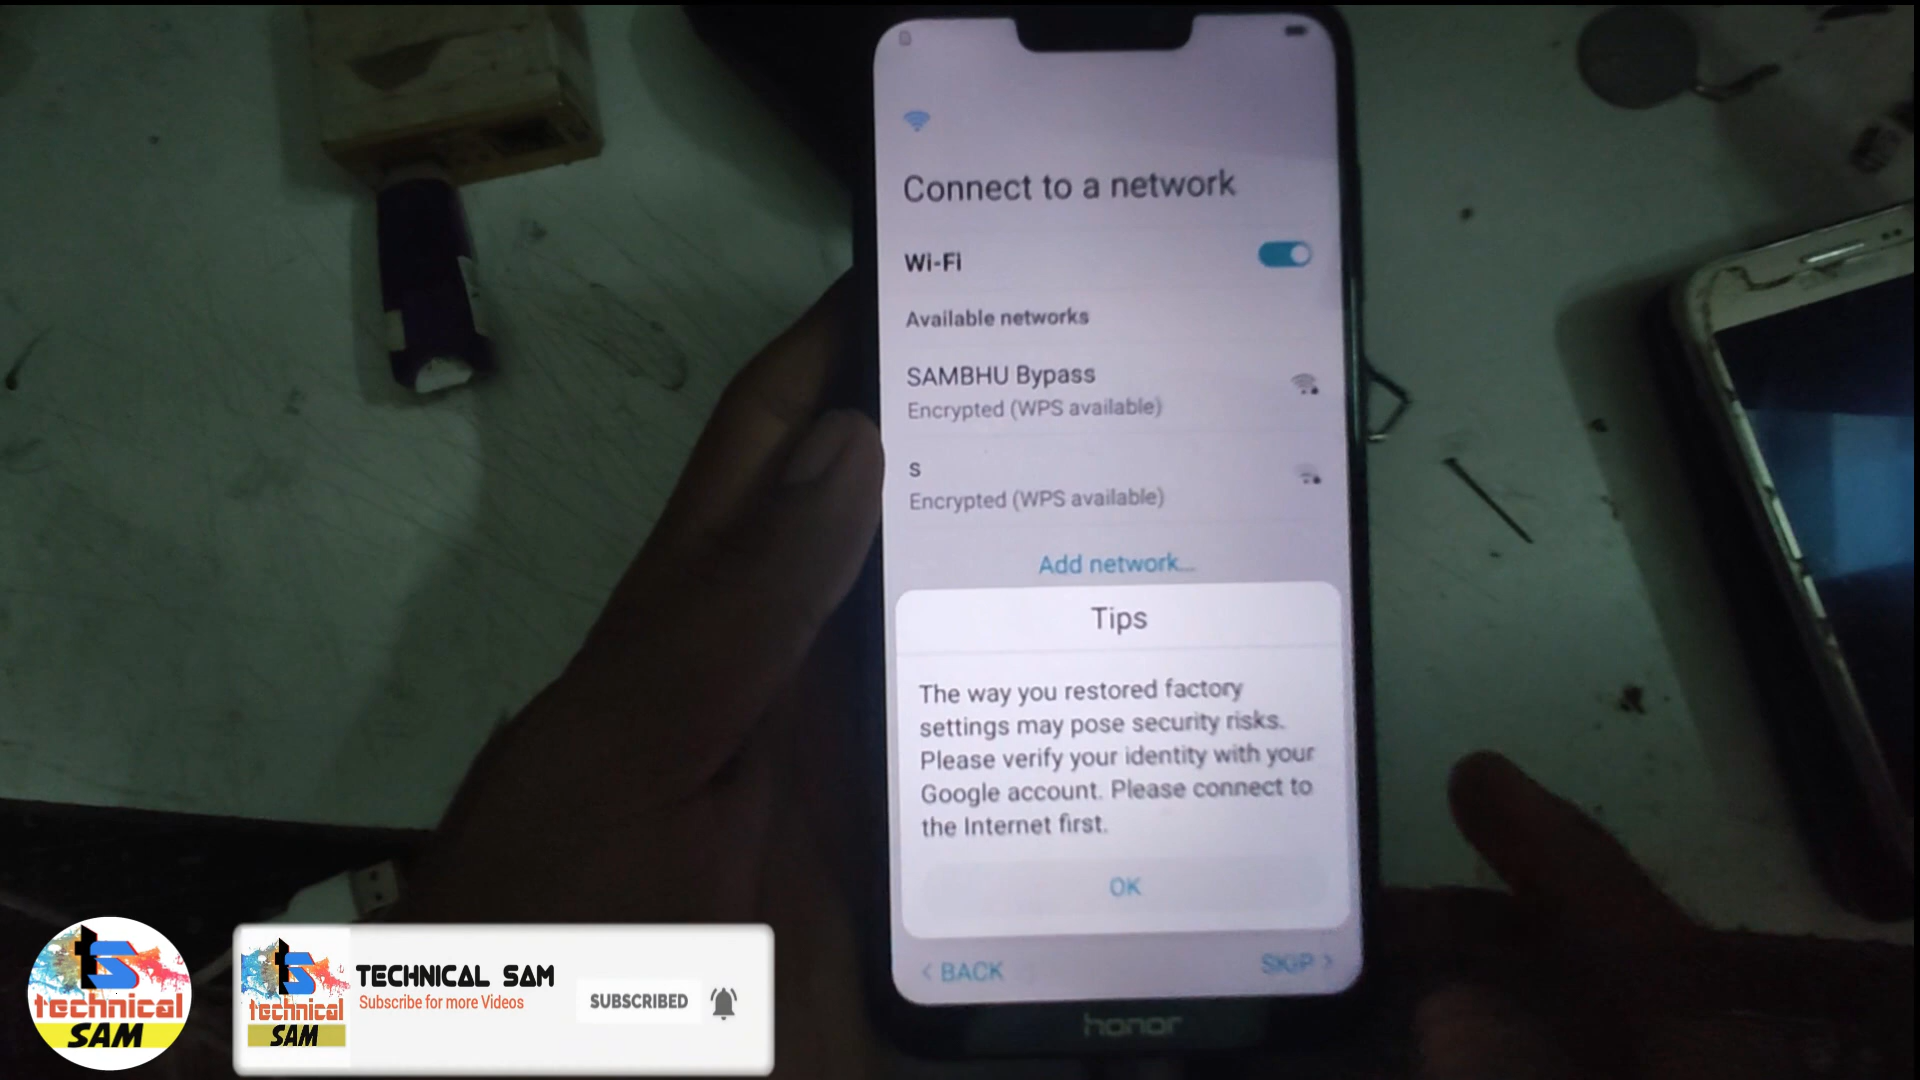 Connect to a network
Wi-Fi
Available networks
SAMBHU Bypass
Encrypted (WPS available)
S
Encrypted (WPS available)
Add network...
Tips
The way you restored factory
settings may pose security risks.
Please verify your identity with your
Google account. Please connect to
the Internet first.
OK
< BACK
SKIP >
honor
ts
technical
SAM
ts
technical
SAM
TECHNICAL SAM
Subscribe for more Videos
SUBSCRIBED